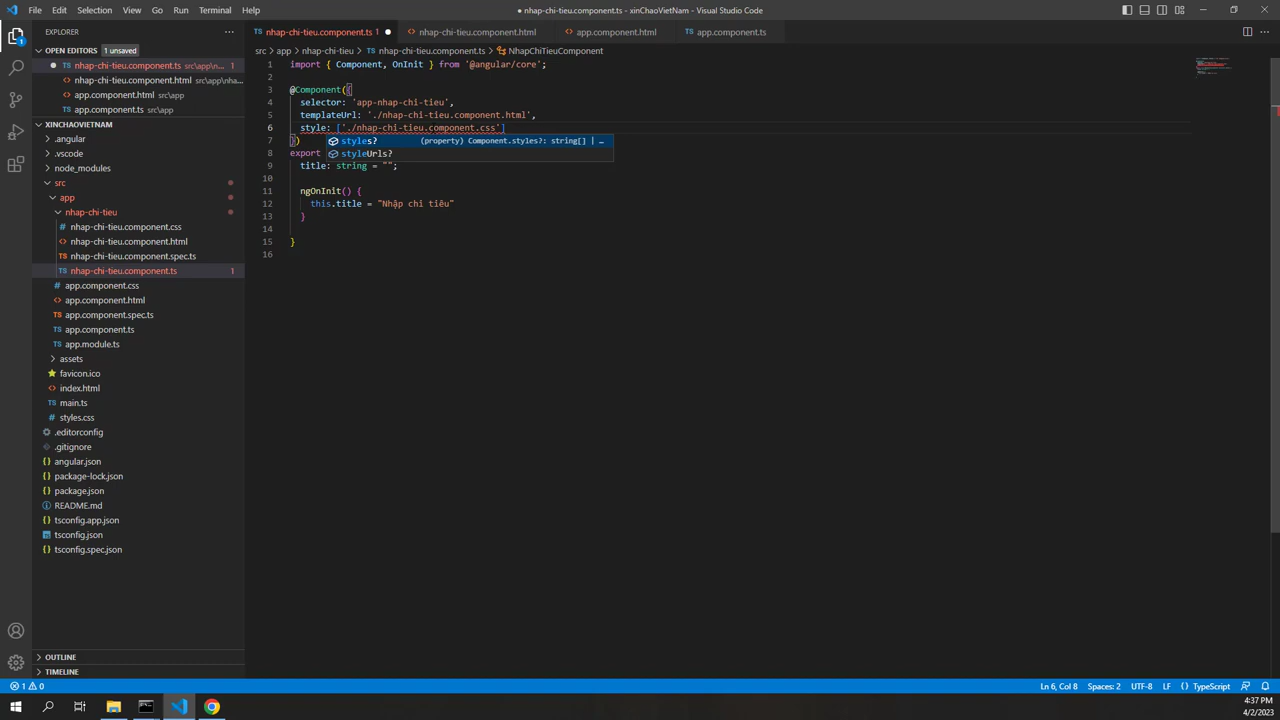 File Edit Selection View Go Run Terminal Help
● nhap-chi-tieu.component.ts - xinChaoVietNam - Visual Studio Code
EXPLORER
OPEN EDITORS 1 unsaved
TS nhap-chi-tieu.component.ts src\app\n... 1
nhap-chi-tieu.component.html src\app\nha...
app.component.html src\app
TS app.component.ts src\app
XINCHAOVIETNAM
.angular
.vscode
node_modules
src
app
nhap-chi-tieu
nhap-chi-tieu.component.css
nhap-chi-tieu.component.html
TS nhap-chi-tieu.component.spec.ts
TS nhap-chi-tieu.component.ts 1
app.component.css
app.component.html
TS app.component.spec.ts
TS app.component.ts
TS app.module.ts
assets
favicon.ico
index.html
TS main.ts
styles.css
.editorconfig
.gitignore
angular.json
package-lock.json
package.json
README.md
tsconfig.app.json
tsconfig.json
tsconfig.spec.json
OUTLINE
TIMELINE
TS nhap-chi-tieu.component.ts 1 ● nhap-chi-tieu.component.html app.component.html TS app.component.ts
src > app > nhap-chi-tieu > TS nhap-chi-tieu.component.ts > NhapChiTieuComponent
1 import { Component, OnInit } from '@angular/core';
2
3 @Component({
4 selector: 'app-nhap-chi-tieu',
5 templateUrl: './nhap-chi-tieu.component.html',
6 style: ['./nhap-chi-tieu.component.css']
7 })
styles? (property) Component.styles?: string[] | …
8 export
styleUrls?
9 title: string = "";
10
11 ngOnInit() {
12 this.title = "Nhập chi tiêu"
13 }
14
15 }
16
1 0 Ln 6, Col 8 Spaces: 2 UTF-8 LF {} TypeScript
4:37 PM
4/2/2023